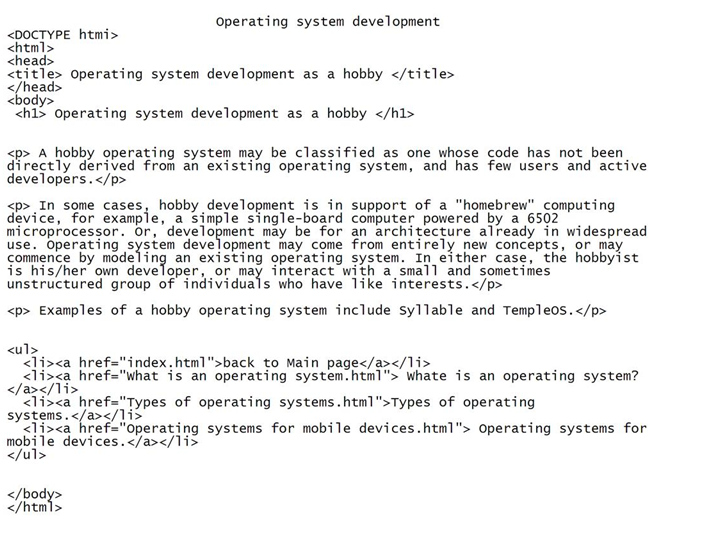 Operating system development
<DOCTYPE htmi>
<html>
<head>
<title> Operating system development as a hobby </title>
</head>
<body>
<h1> Operating system development as a hobby </h1>
<p> A hobby operating system may be classified as one whose code has not been
directly derived from an existing operating system, and has few users and active
developers.</p>
<p> In some cases, hobby development is in support of a "homebrew" computing
device, for example, a simple single-board computer powered by a 6502
microprocessor. Or, development may be for an architecture already in widespread
use. Operating system development may come from entirely new concepts, or may
commence by modeling an existing operating system. In either case, the hobbyist
is his/her own developer, or may interact with a small and sometimes
unstructured group of individuals who have like interests.</p>
<p> Examples of a hobby operating system include Syllable and TempleOS.</p>
<ul>
<li><a href="index.html">back to Main page</a></li>
<li><a href="What is an operating system.html"> Whate is an operating system?
</a></li>
<li><a href="Types of operating systems.html">Types of operating
systems.</a></li>
<li><a href="Operating systems for mobile devices.html"> Operating systems for
mobile devices.</a></li>
</ul>
</body>
</html>